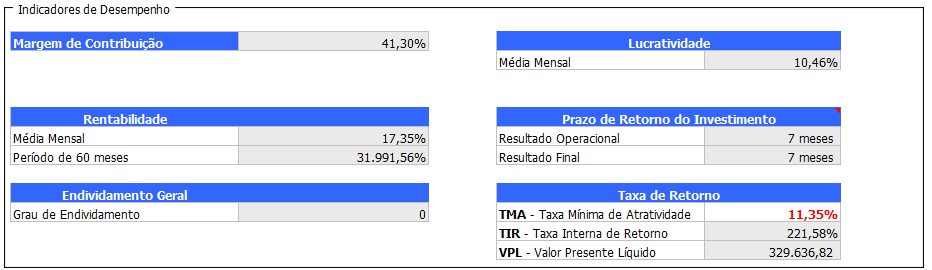 Indicadores de Desempenho
Margem de Contribuição 41,30%
Lucratividade
Média Mensal 10,46%
Rentabilidade
Média Mensal 17,35%
Período de 60 meses 31.991,56%
Prazo de Retorno do Investimento
Resultado Operacional 7 meses
Resultado Final 7 meses
Endividamento Geral
Grau de Endividamento 0
Taxa de Retorno
TMA - Taxa Mínima de Atratividade 11,35%
TIR - Taxa Interna de Retorno 221,58%
VPL - Valor Presente Líquido 329.636,82